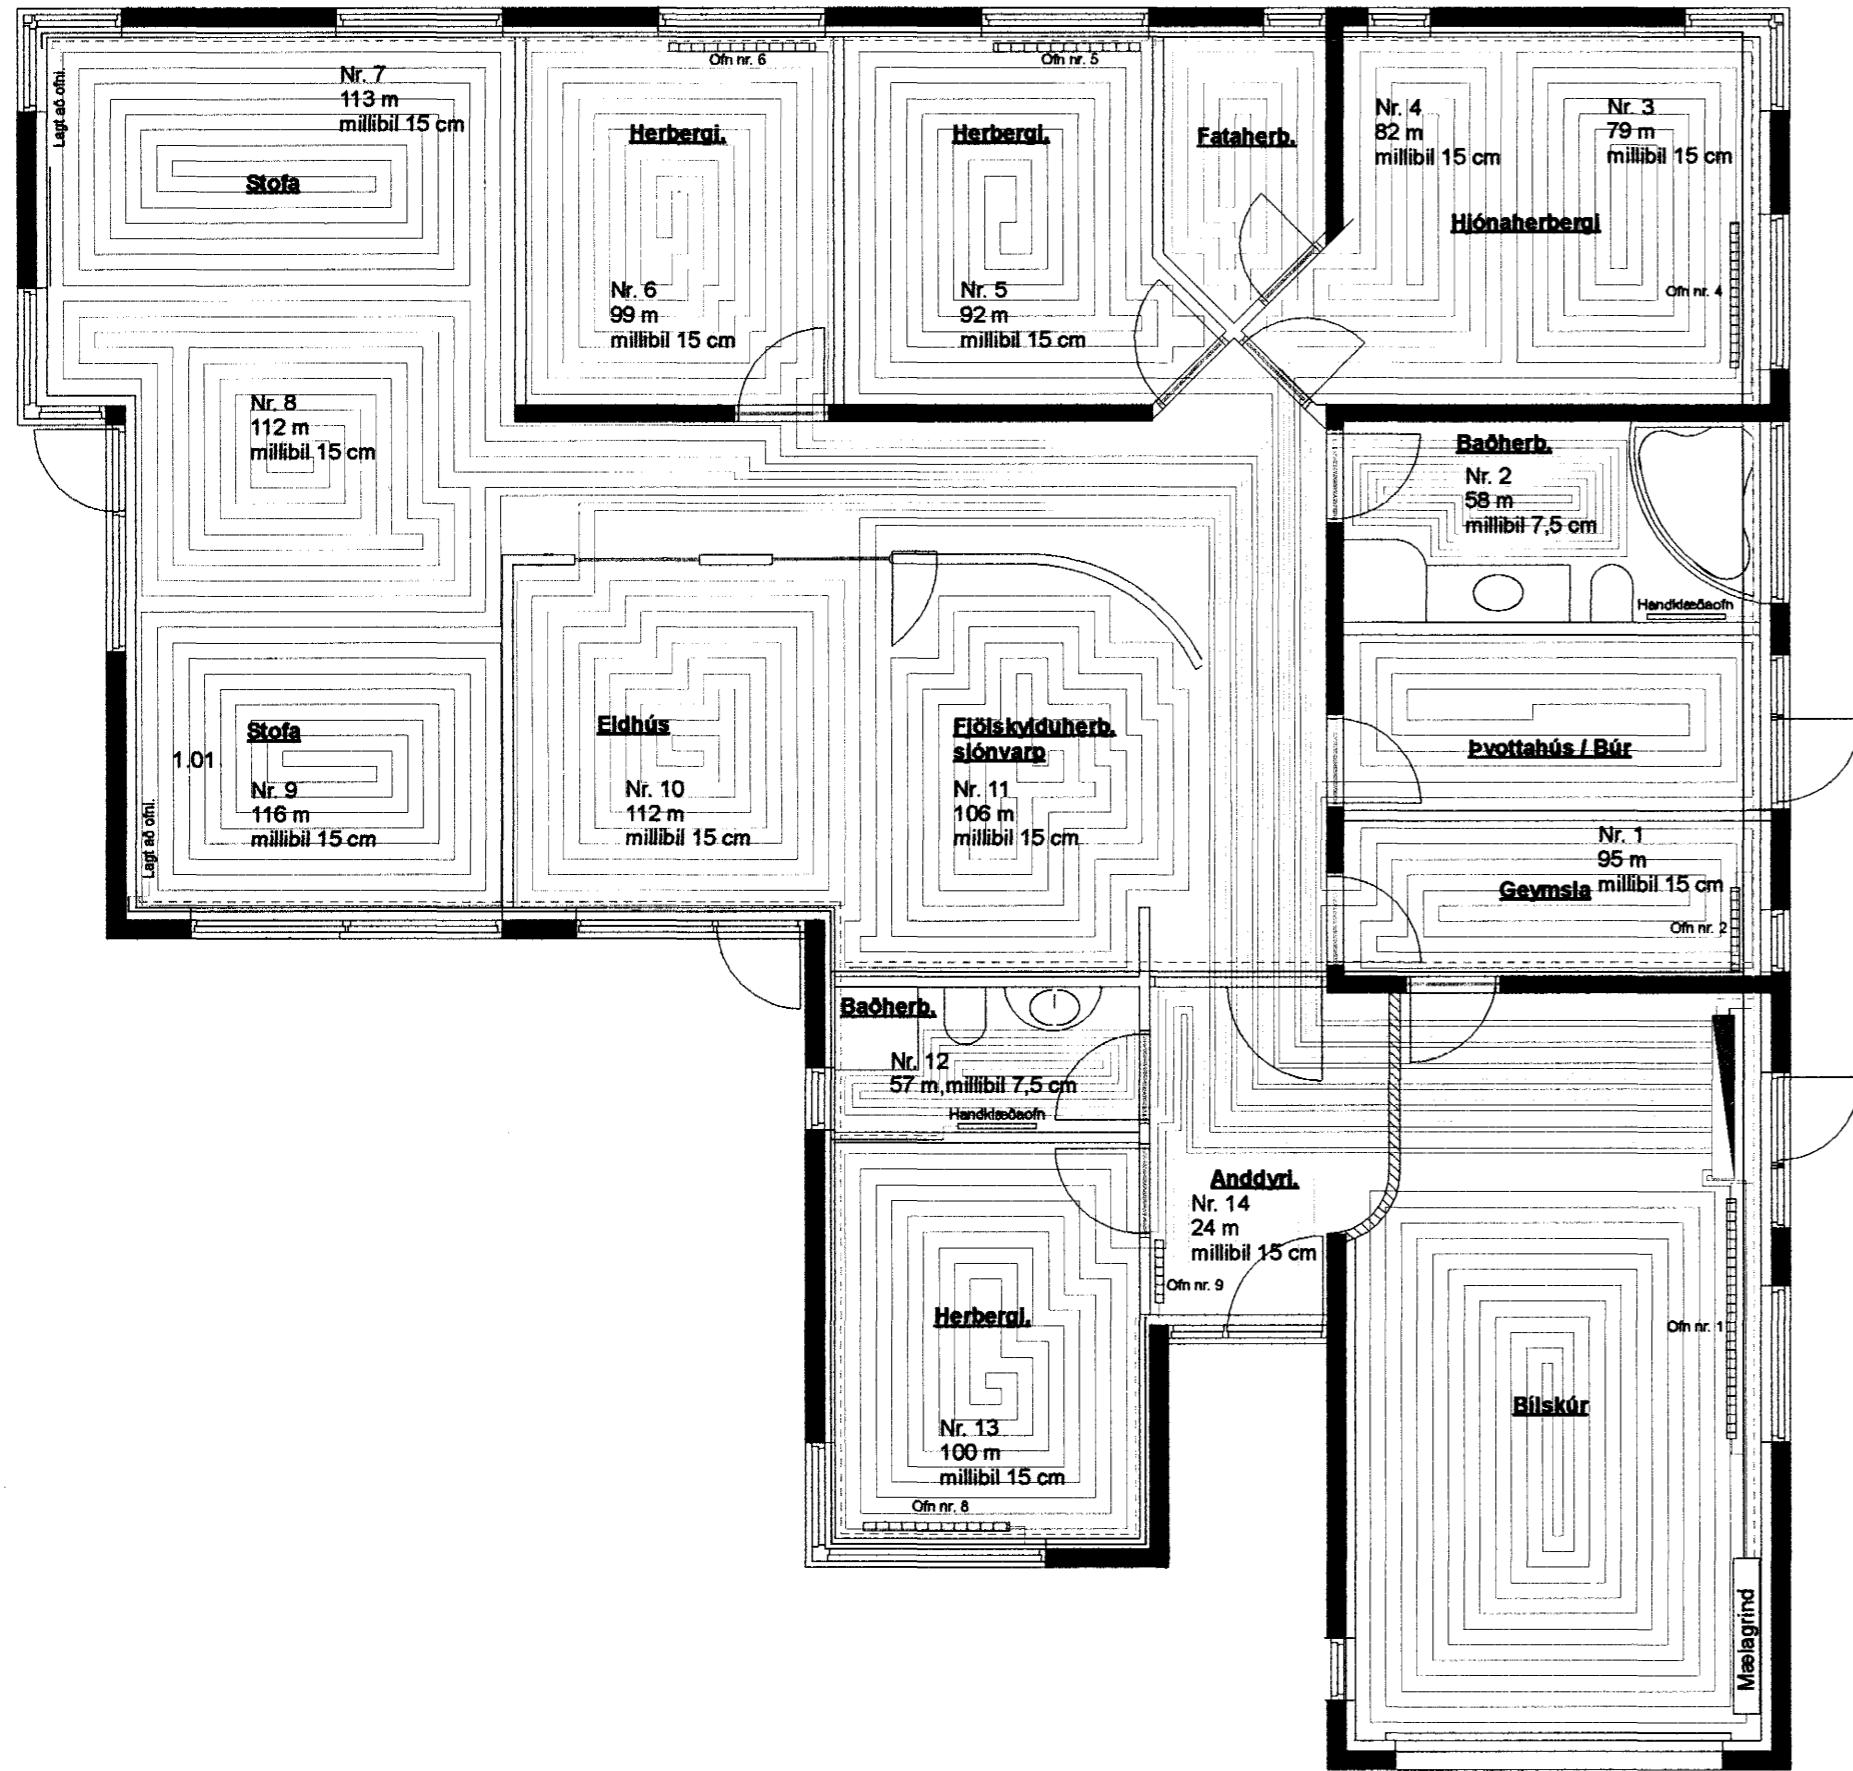 Nr. 7
113 m
millibil 15 cm
Lagt að ofni.
Stofa
Ofn nr. 6
Herbergi.
Nr. 6
99 m
millibil 15 cm
Ofn nr. 5
Herbergi.
Nr. 5
92 m
millibil 15 cm
Fataherb.
Nr. 4
82 m
millibil 15 cm
Nr. 3
79 m
millibil 15 cm
Hjónaherbergi
Ofn nr. 4
Nr. 8
112 m
millibil 15 cm
Baðherb.
Nr. 2
58 m
millibil 7,5 cm
Handklæðaofn
Stofa
1.01
Nr. 9
116 m
millibil 15 cm
Lagt að ofni.
Eldhús
Nr. 10
112 m
millibil 15 cm
Fjölskylduherb.
sjónvarp
Nr. 11
106 m
millibil 15 cm
Þvottahús / Búr
Nr. 1
95 m
millibil 15 cm
Geymsla
Ofn nr. 2
Baðherb.
Nr. 12
57 m,millibil 7,5 cm
Handklæðaofn
Anddyri.
Nr. 14
24 m
millibil 15 cm
Ofn nr. 9
Herbergi.
Nr. 13
100 m
millibil 15 cm
Ofn nr. 8
Ofn nr. 1
Bílskúr
Mælagrind